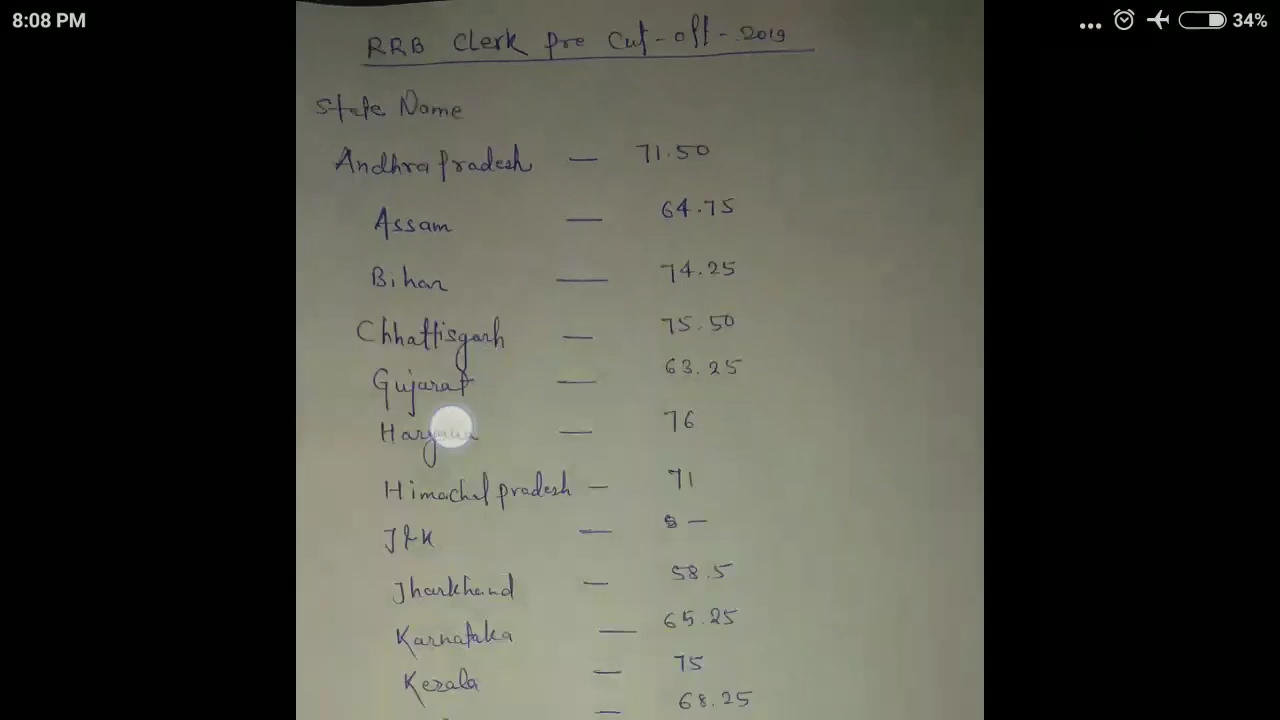 8:08 PM
... 34%
RRB Clerk Pre Cut-off-2019
State Name
Andhra Pradesh — 71.50
Assam — 64.75
Bihar — 74.25
Chhattisgarh — 75.50
Gujarat — 63.25
Haryana — 76
Himachal pradesh — 71
J&K — —
Jharkhand — 58.5
Karnataka — 65.25
Kerala — 75
— 68.25